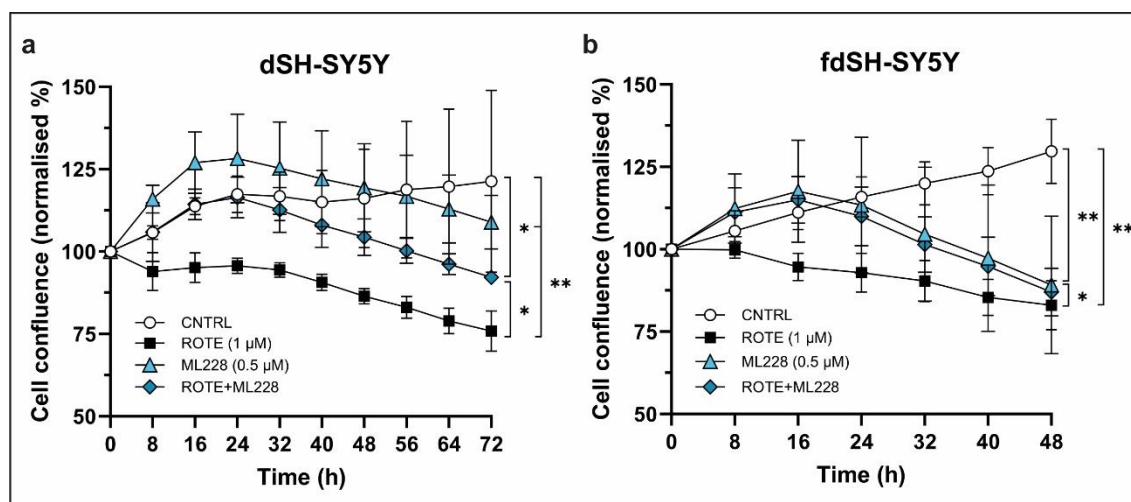 a
dSH-SY5Y
Cell confluence (normalised %)
150
125
100
75
50
*
*
**
CNTRL
ROTE (1 µM)
ML228 (0.5 µM)
ROTE+ML228
0 8 16 24 32 40 48 56 64 72
Time (h)
b
fdSH-SY5Y
Cell confluence (normalised %)
150
125
100
75
50
**
*
**
CNTRL
ROTE (1 µM)
ML228 (0.5 µM)
ROTE+ML228
0 8 16 24 32 40 48
Time (h)